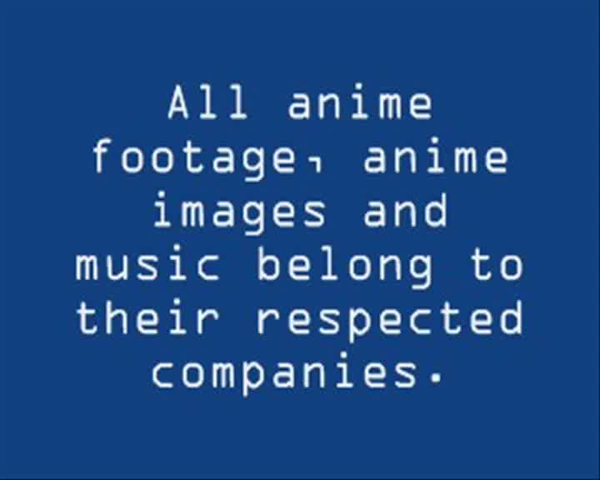 All anime
footage, anime
images and
music belong to
their respected
companies.